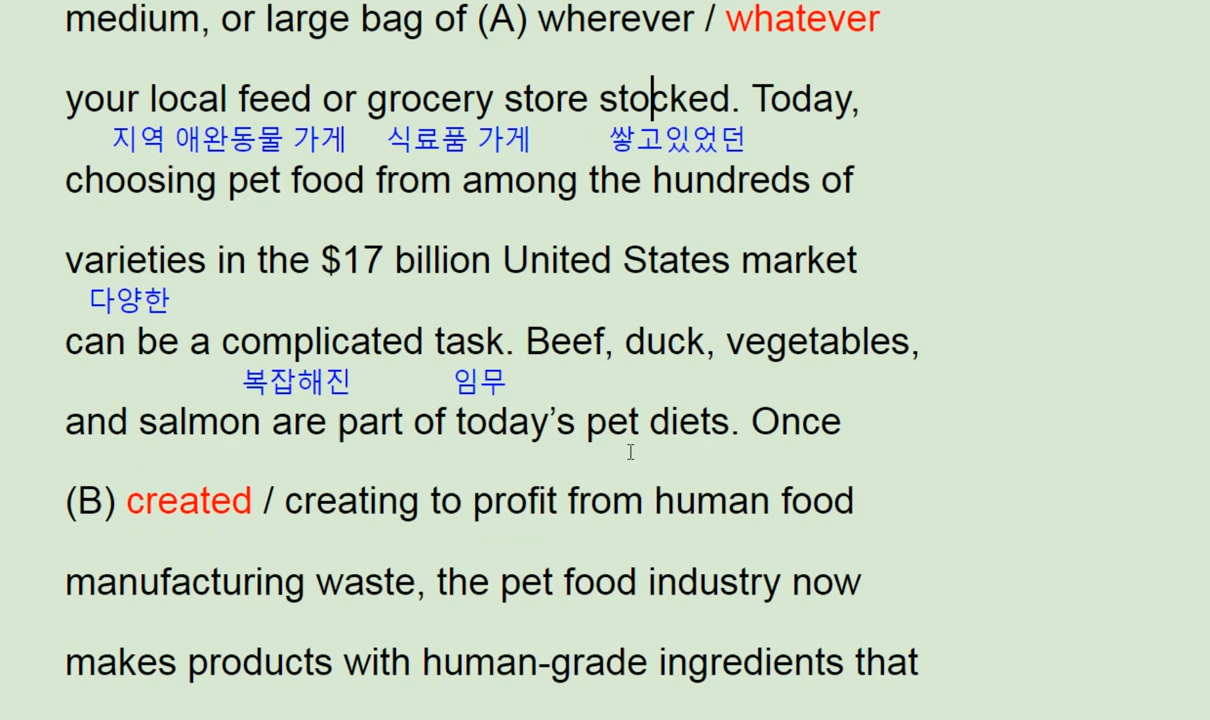 medium, or large bag of (A) wherever / whatever
your local feed or grocery store stocked. Today,
지역 애완동물 가게 식료품 가게 쌓고있었던
choosing pet food from among the hundreds of
varieties in the $17 billion United States market
다양한
can be a complicated task. Beef, duck, vegetables,
복잡해진 임무
and salmon are part of today’s pet diets. Once
(B) created / creating to profit from human food
manufacturing waste, the pet food industry now
makes products with human-grade ingredients that